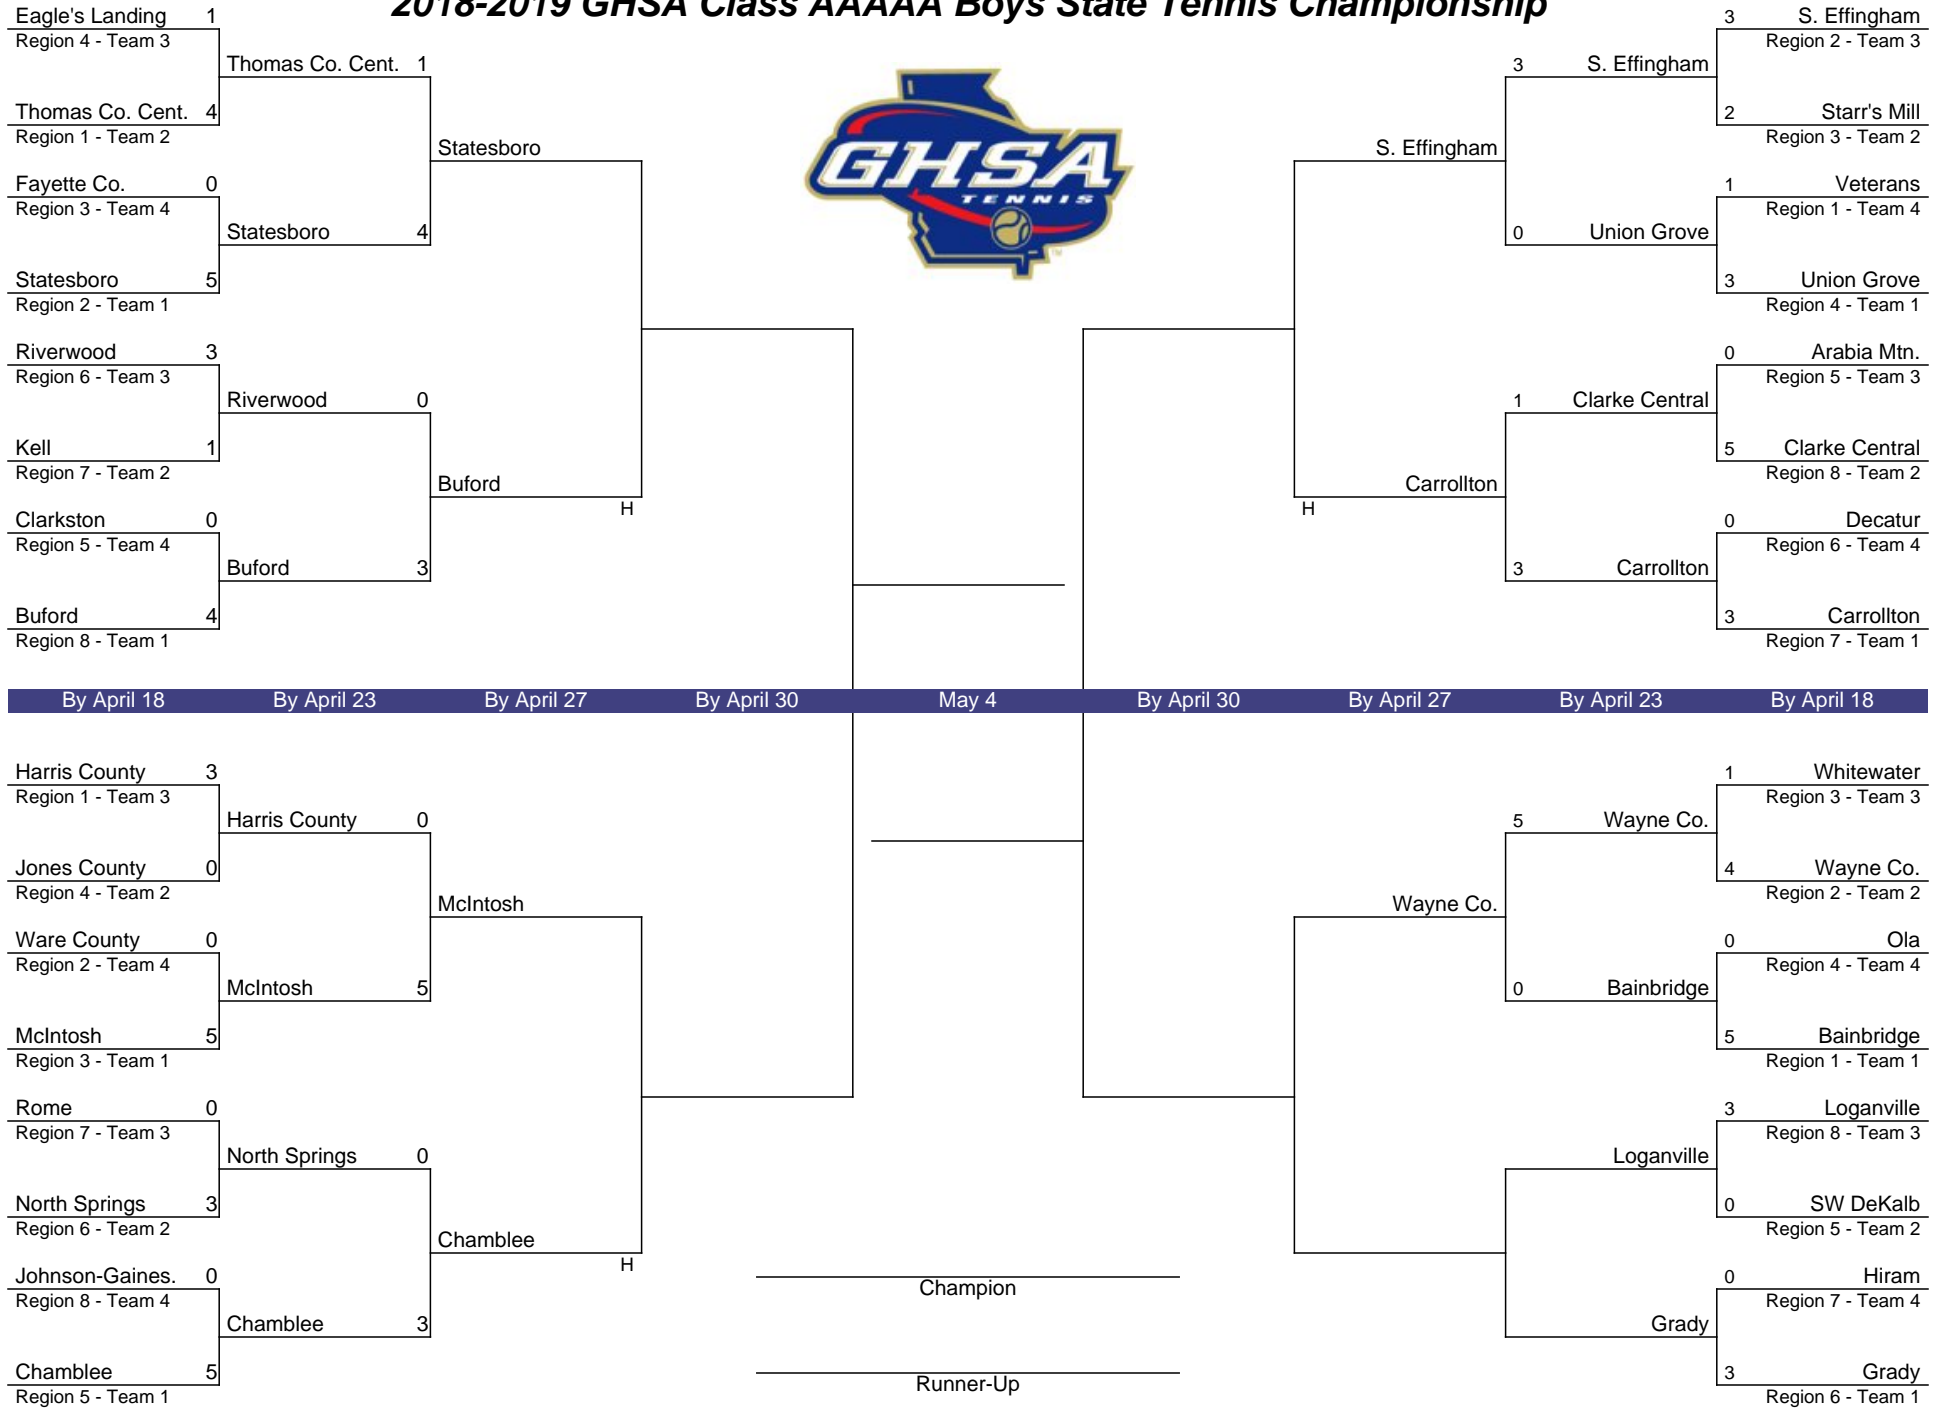 2018-2019 GHSA Class AAAAA Boys State Tennis Championship
GHSA
TENNIS
TM
Eagle's Landing 1
Region 4 - Team 3
Thomas Co. Cent. 1
Thomas Co. Cent. 4
Region 1 - Team 2
Statesboro
Fayette Co. 0
Region 3 - Team 4
Statesboro 4
Statesboro 5
Region 2 - Team 1
Riverwood 3
Region 6 - Team 3
Riverwood 0
Kell 1
Region 7 - Team 2
Buford
H
Clarkston 0
Region 5 - Team 4
Buford 3
Buford 4
Region 8 - Team 1
3 S. Effingham
Region 2 - Team 3
3 S. Effingham
2 Starr's Mill
Region 3 - Team 2
S. Effingham
1 Veterans
Region 1 - Team 4
0 Union Grove
3 Union Grove
Region 4 - Team 1
0 Arabia Mtn.
Region 5 - Team 3
1 Clarke Central
5 Clarke Central
Region 8 - Team 2
Carrollton
H
0 Decatur
Region 6 - Team 4
3 Carrollton
3 Carrollton
Region 7 - Team 1
By April 18 By April 23 By April 27 By April 30 May 4 By April 30 By April 27 By April 23 By April 18
Harris County 3
Region 1 - Team 3
Harris County 0
Jones County 0
Region 4 - Team 2
McIntosh
Ware County 0
Region 2 - Team 4
McIntosh 5
McIntosh 5
Region 3 - Team 1
Rome 0
Region 7 - Team 3
North Springs 0
North Springs 3
Region 6 - Team 2
Chamblee
H
Johnson-Gaines. 0
Region 8 - Team 4
Chamblee 3
Chamblee 5
Region 5 - Team 1
1 Whitewater
Region 3 - Team 3
5 Wayne Co.
4 Wayne Co.
Region 2 - Team 2
Wayne Co.
0 Ola
Region 4 - Team 4
0 Bainbridge
5 Bainbridge
Region 1 - Team 1
3 Loganville
Region 8 - Team 3
Loganville
0 SW DeKalb
Region 5 - Team 2
0 Hiram
Region 7 - Team 4
Grady
3 Grady
Region 6 - Team 1
Champion
Runner-Up